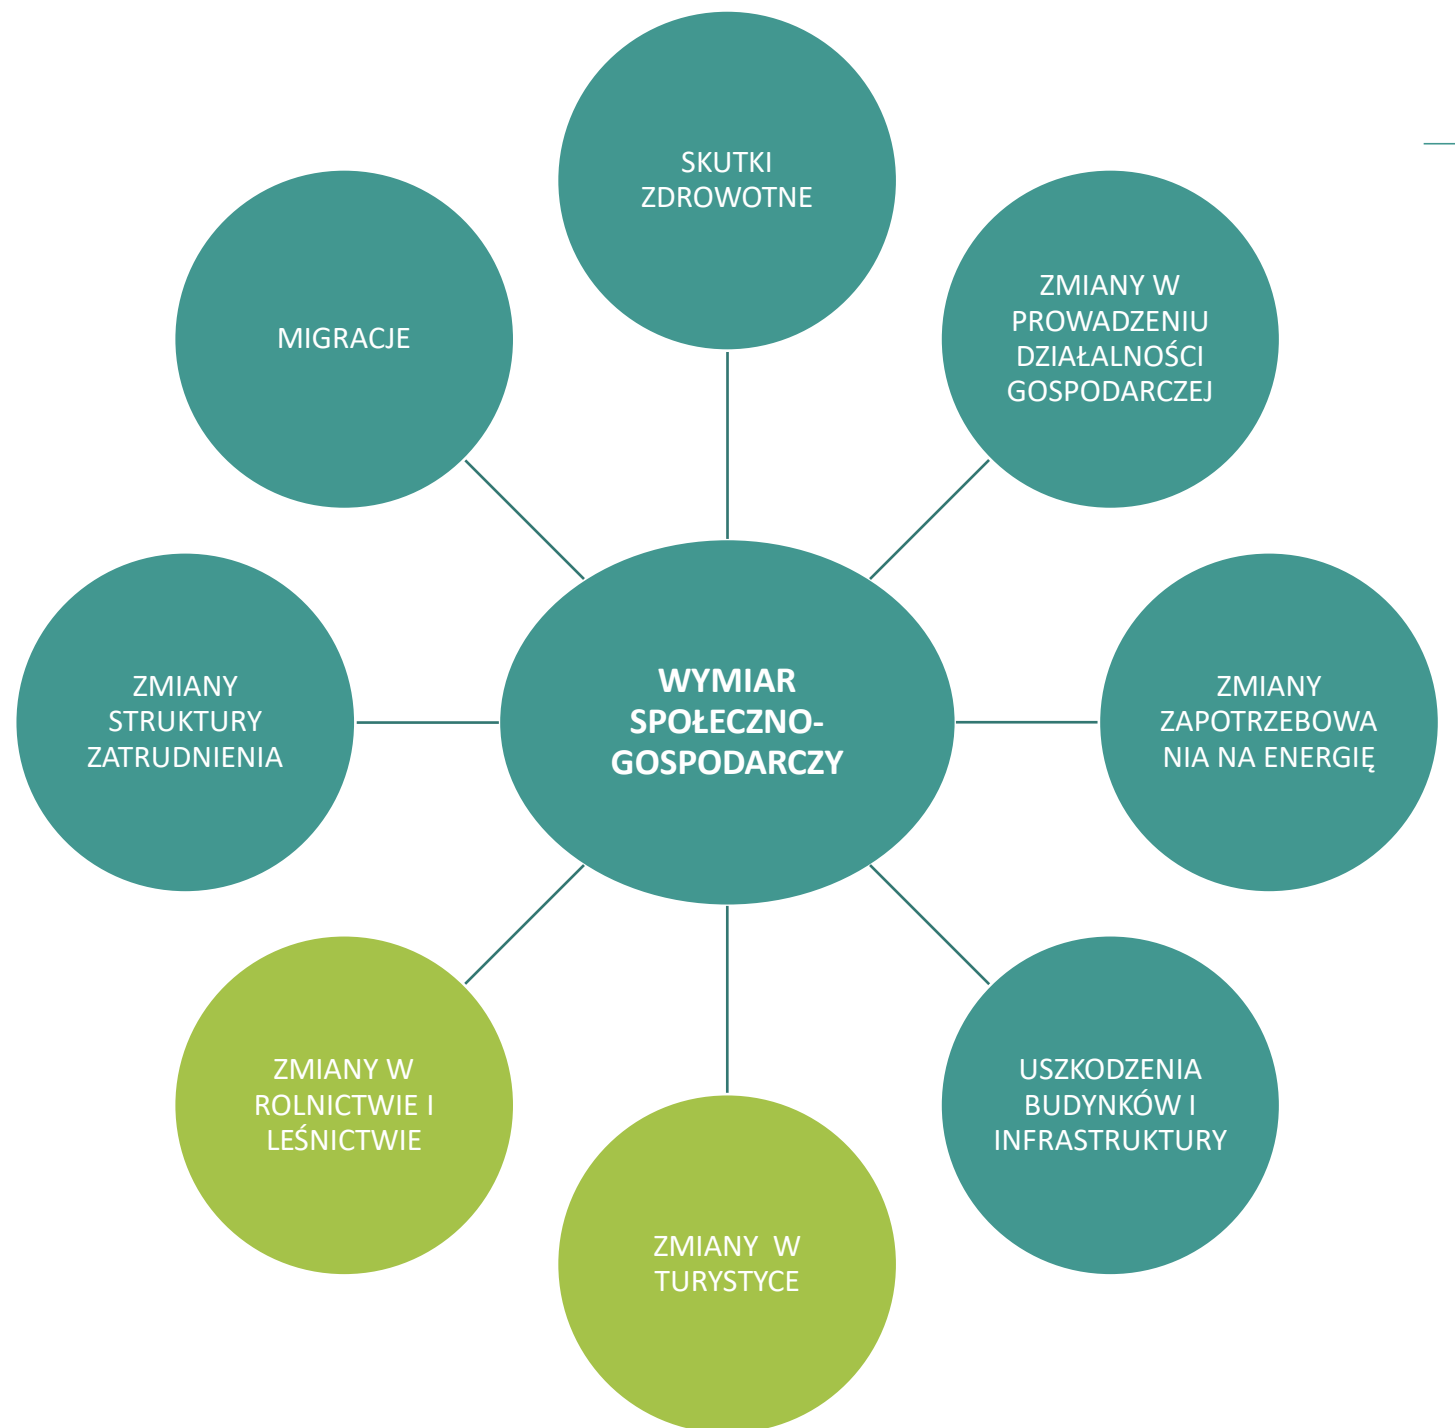 SKUTKI
ZDROWOTNE
ZMIANY W
PROWADZENIU
DZIAŁALNOŚCI
GOSPODARCZEJ
ZMIANY
ZAPOTRZEBOWA
NIA NA ENERGIĘ
USZKODZENIA
BUDYNKÓW I
INFRASTRUKTURY
ZMIANY W
TURYSTYCE
ZMIANY W
ROLNICTWIE I
LEŚNICTWIE
ZMIANY
STRUKTURY
ZATRUDNIENIA
MIGRACJE
WYMIAR
SPOŁECZNO-
GOSPODARCZY